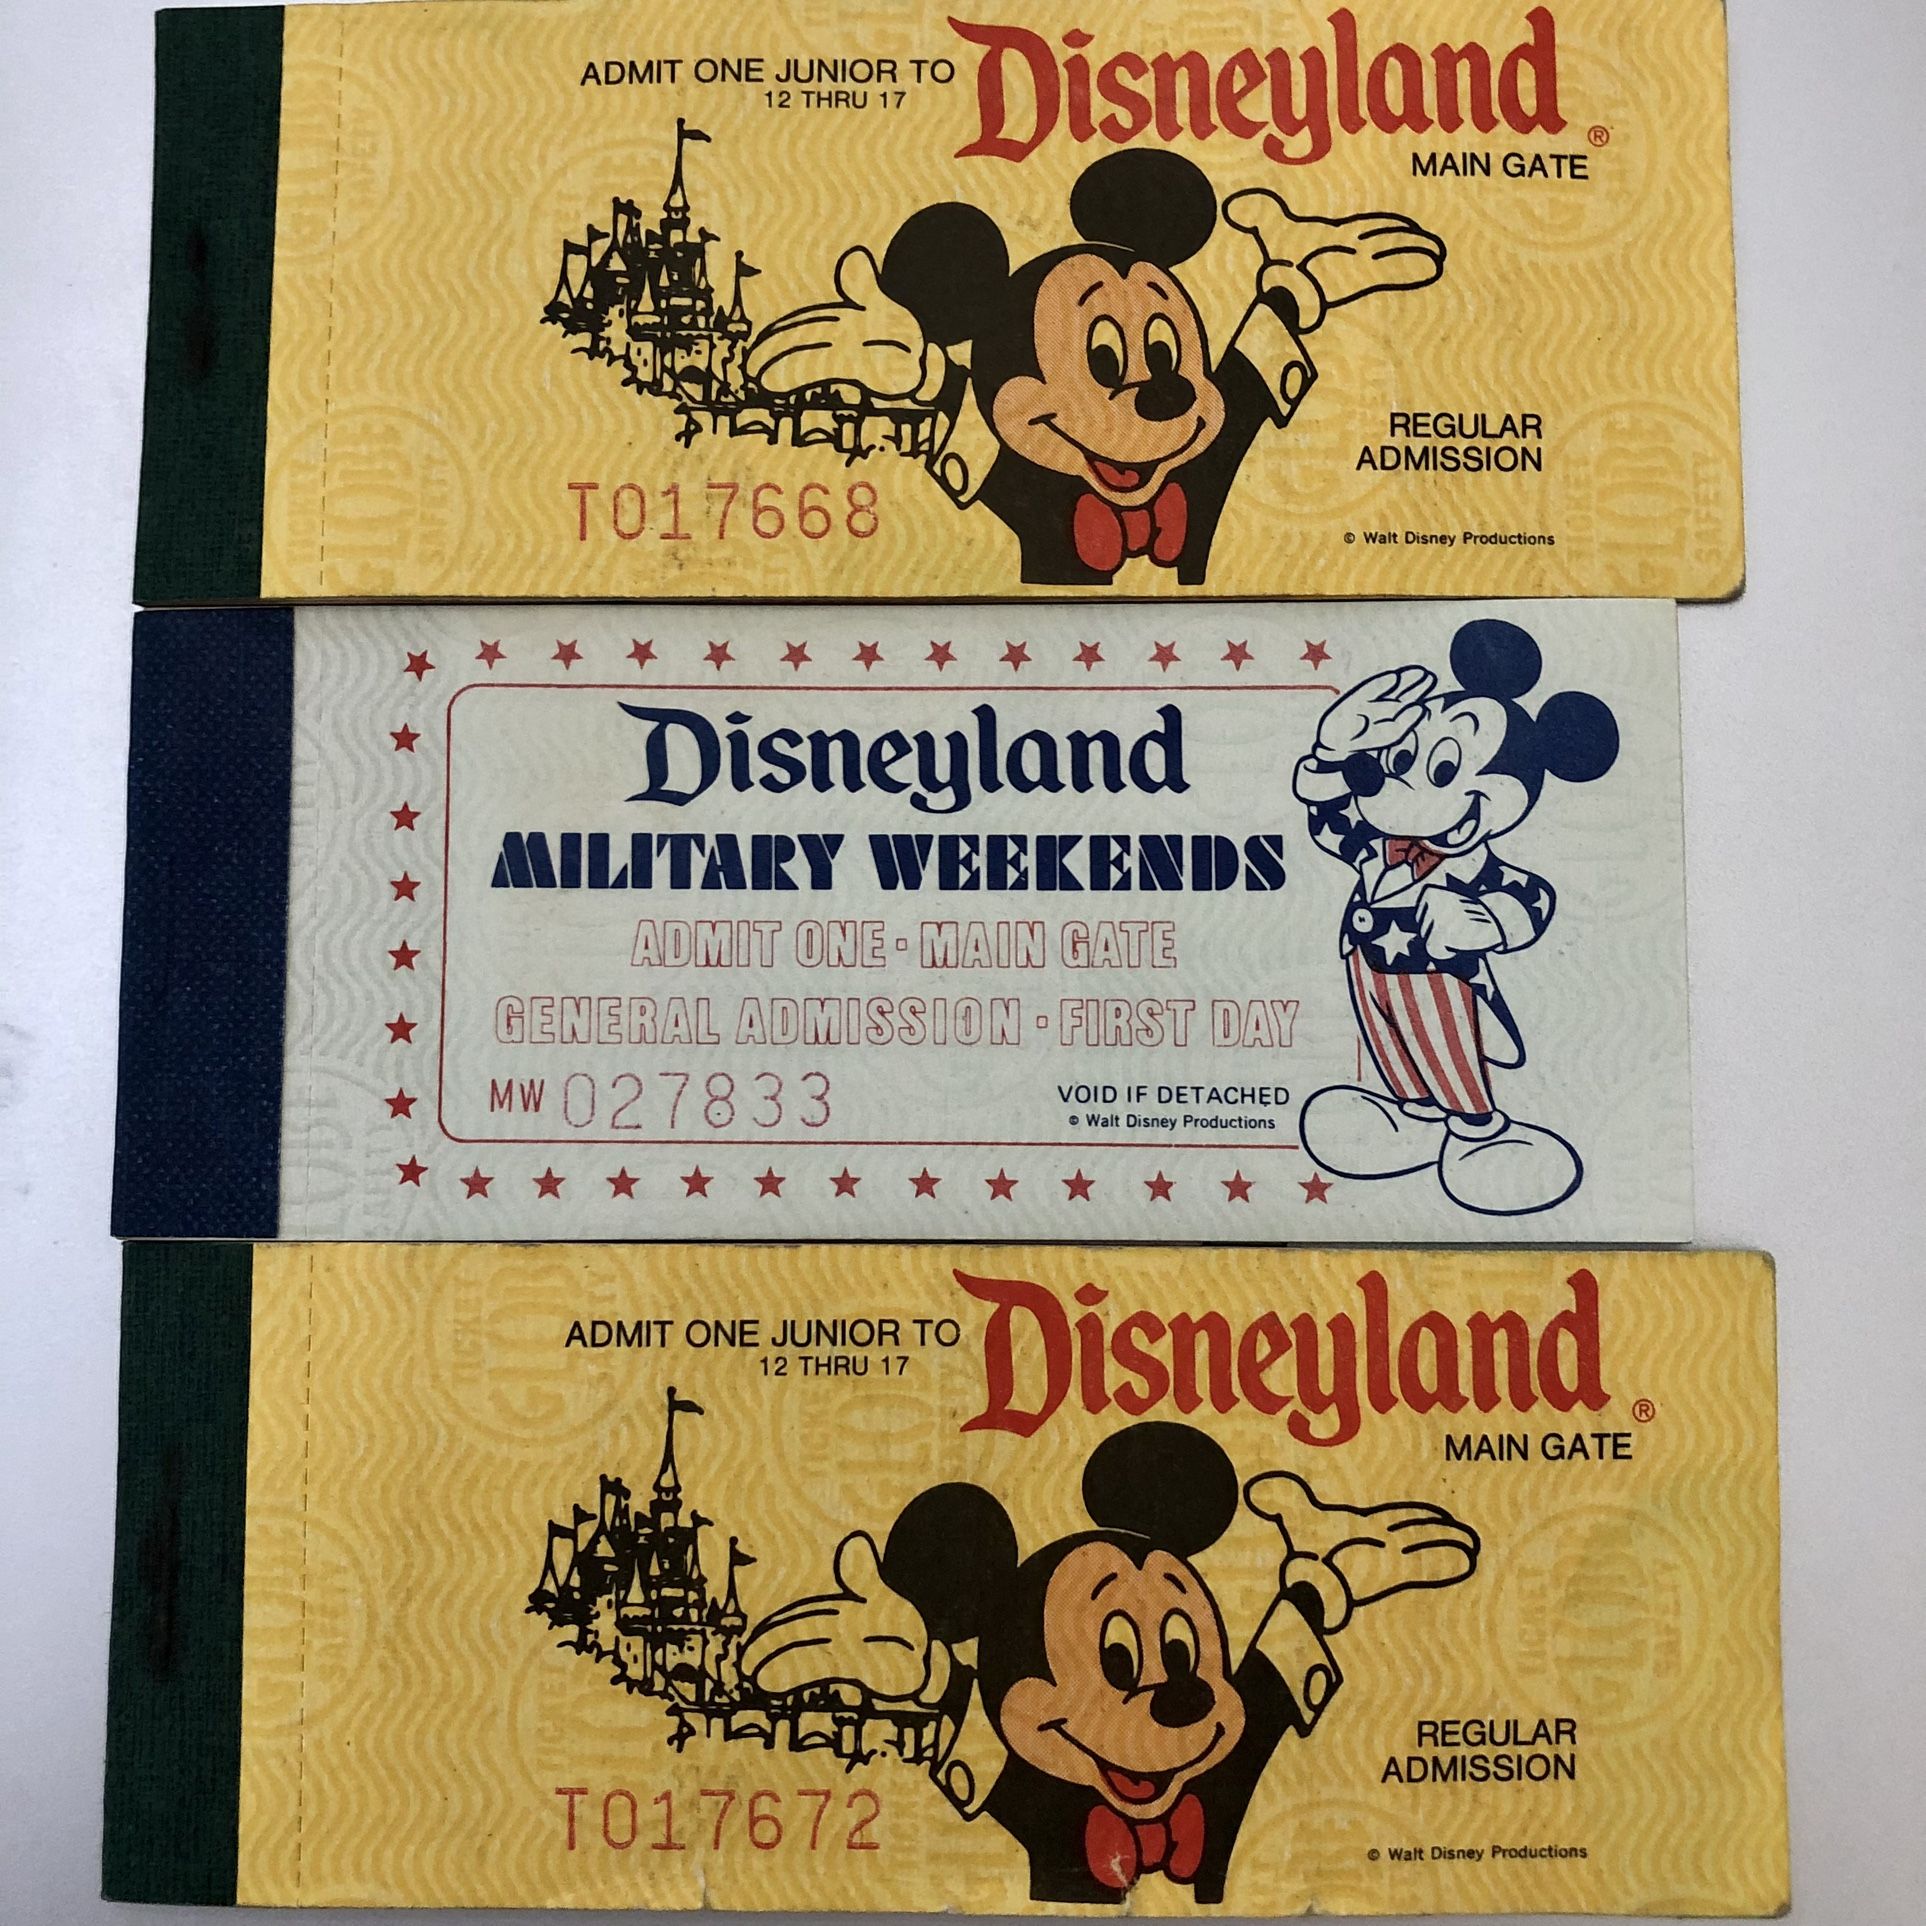 ADMIT ONE JUNIOR TO Disneyland®
12 THRU 17
MAIN GATE
REGULAR
ADMISSION
T017668
© Walt Disney Productions
Disneyland
MILITARY WEEKENDS
ADMIT ONE · MAIN GATE
GENERAL ADMISSION · FIRST DAY
MW 027833
VOID IF DETACHED
© Walt Disney Productions
ADMIT ONE JUNIOR TO Disneyland®
12 THRU 17
MAIN GATE
REGULAR
ADMISSION
T017672
© Walt Disney Productions